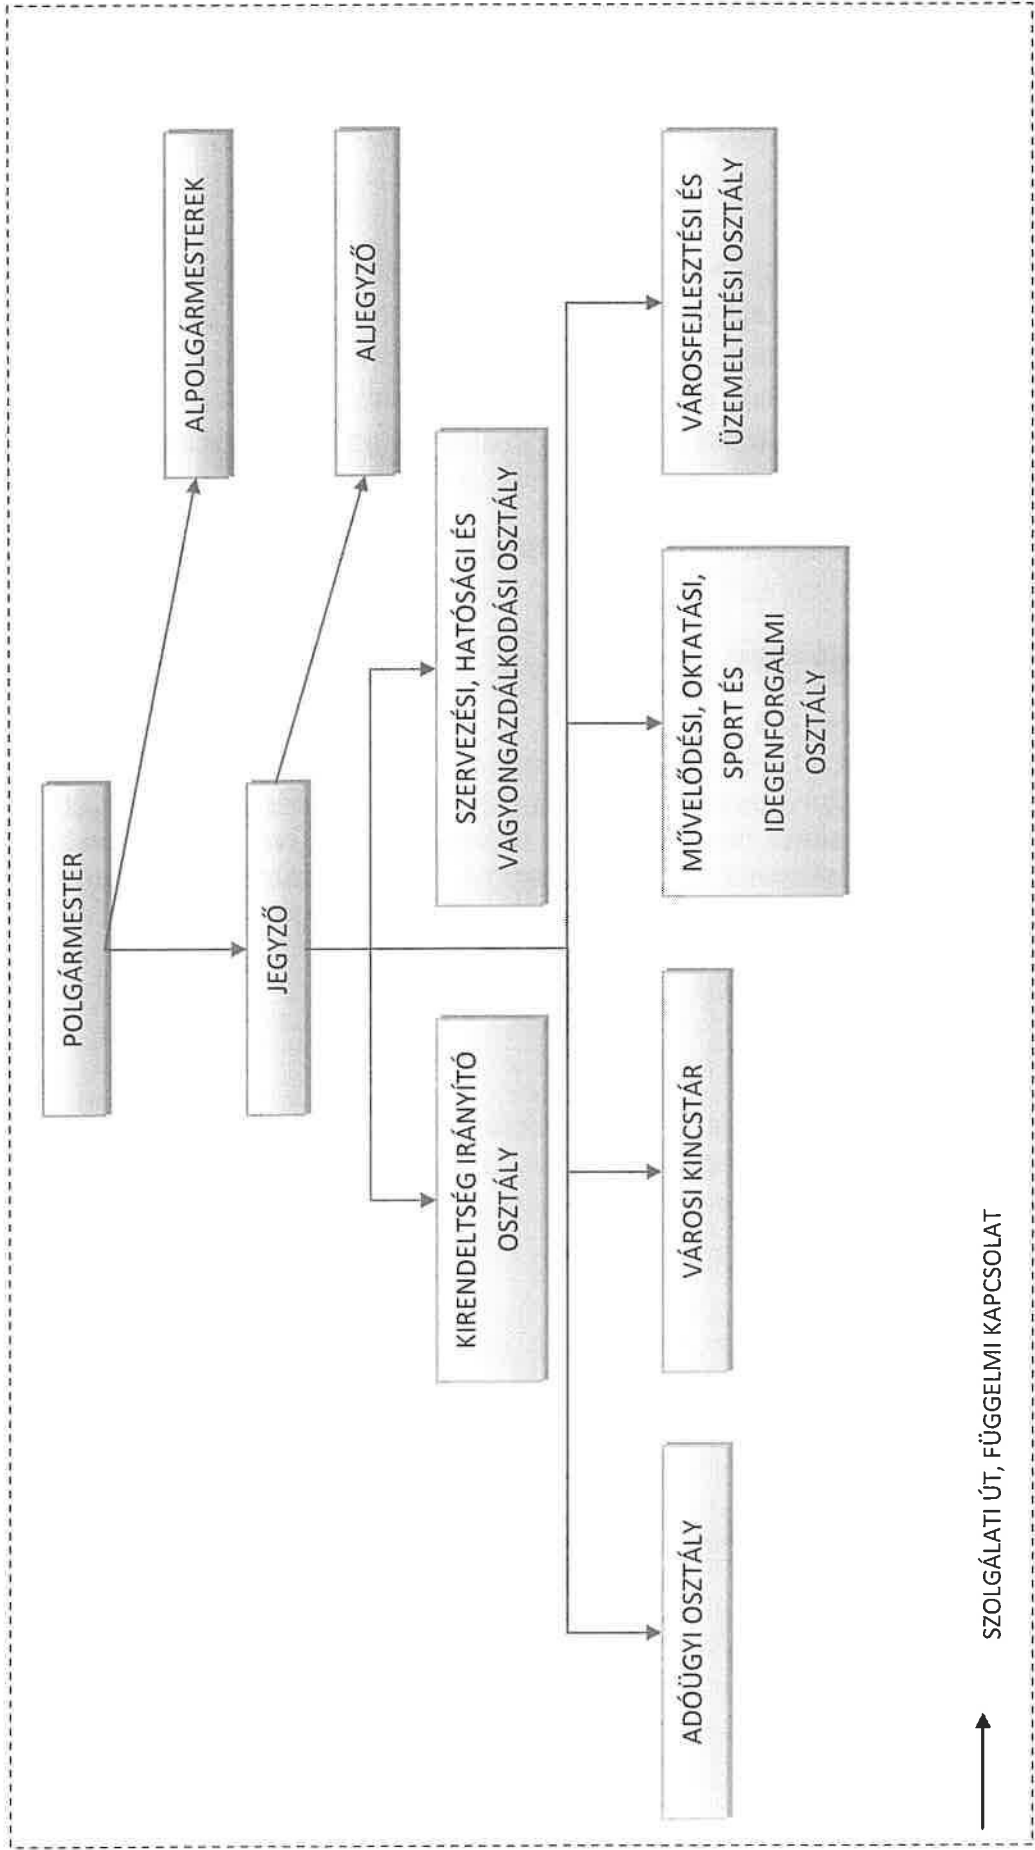 POLGÁRMESTER
ALPOLGÁRMESTEREK
JEGYZŐ
ALJEGYZŐ
KIRENDELTSÉG IRÁNYÍTÓ
OSZTÁLY
SZERVEZÉSI, HATÓSÁGI ÉS
VAGYONGAZDÁLKODÁSI OSZTÁLY
ADÓÜGYI OSZTÁLY
VÁROSI KINCSTÁR
MŰVELŐDÉSI, OKTATÁSI,
SPORT ÉS
IDEGENFORGALMI
OSZTÁLY
VÁROSFEJLESZTÉSI ÉS
ÜZEMELTETÉSI OSZTÁLY
SZOLGÁLATI ÚT, FÜGGELMI KAPCSOLAT